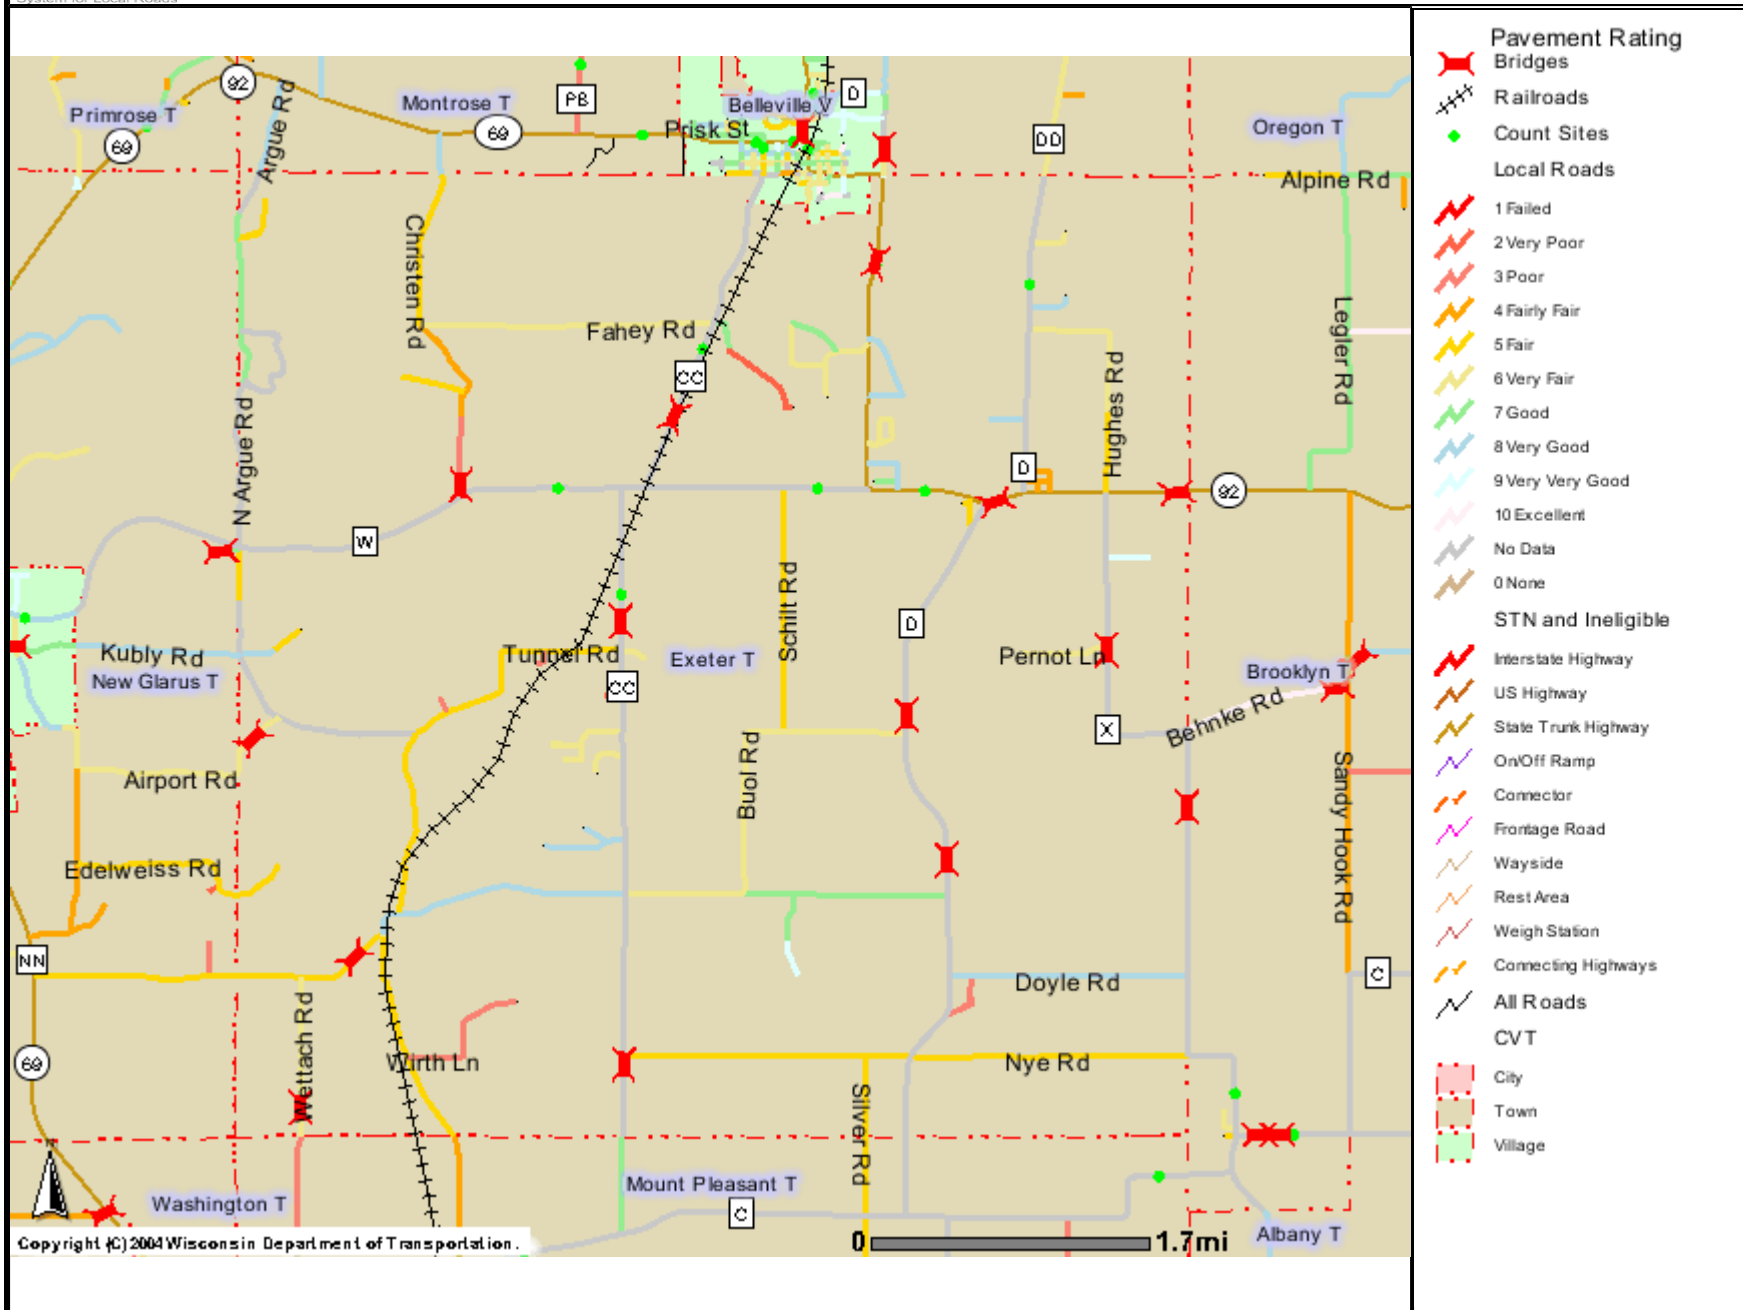 System for Local Roads
92
Argue Rd
Primrose T
Montrose T
PB
Belleville V
D
69
69
Prisk St
DD
Oregon T
Alpine Rd
Christen Rd
Fahey Rd
Legler Rd
CC
Hughes Rd
N Argue Rd
D
92
W
Schilt Rd
D
Kubly Rd
New Glarus T
Tunnel Rd
Exeter T
Pernot Ln
Brooklyn T
CC
Behnke Rd
X
Buol Rd
Airport Rd
Sandy Hook Rd
Edelweiss Rd
NN
Doyle Rd
C
Wettach Rd
69
Wirth Ln
Nye Rd
Silver Rd
N
Washington T
Mount Pleasant T
C
Albany T
Copyright (C)2004 Wisconsin Department of Transportation.
0 1.7mi
Pavement Rating
Bridges
Railroads
Count Sites
Local Roads
1 Failed
2 Very Poor
3 Poor
4 Fairly Fair
5 Fair
6 Very Fair
7 Good
8 Very Good
9 Very Very Good
10 Excellent
No Data
0 None
STN and Ineligible
Interstate Highway
US Highway
State Trunk Highway
On/Off Ramp
Connector
Frontage Road
Wayside
Rest Area
Weigh Station
Connecting Highways
All Roads
CVT
City
Town
Village